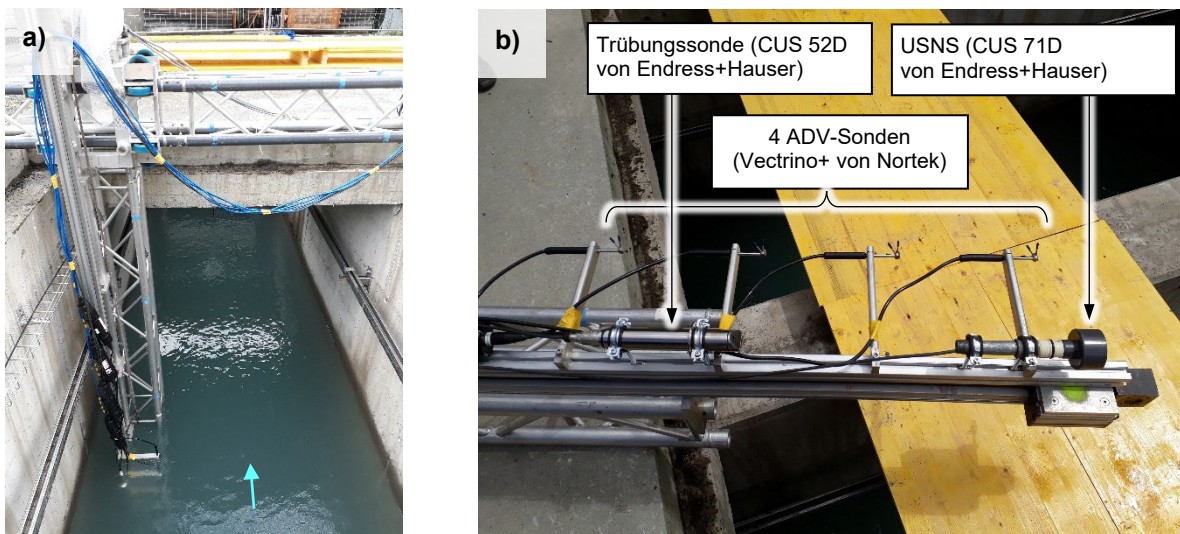 a)
b)
Trübungssonde (CUS 52D
von Endress+Hauser)
USNS (CUS 71D
von Endress+Hauser)
4 ADV-Sonden
(Vectrino+ von Nortek)